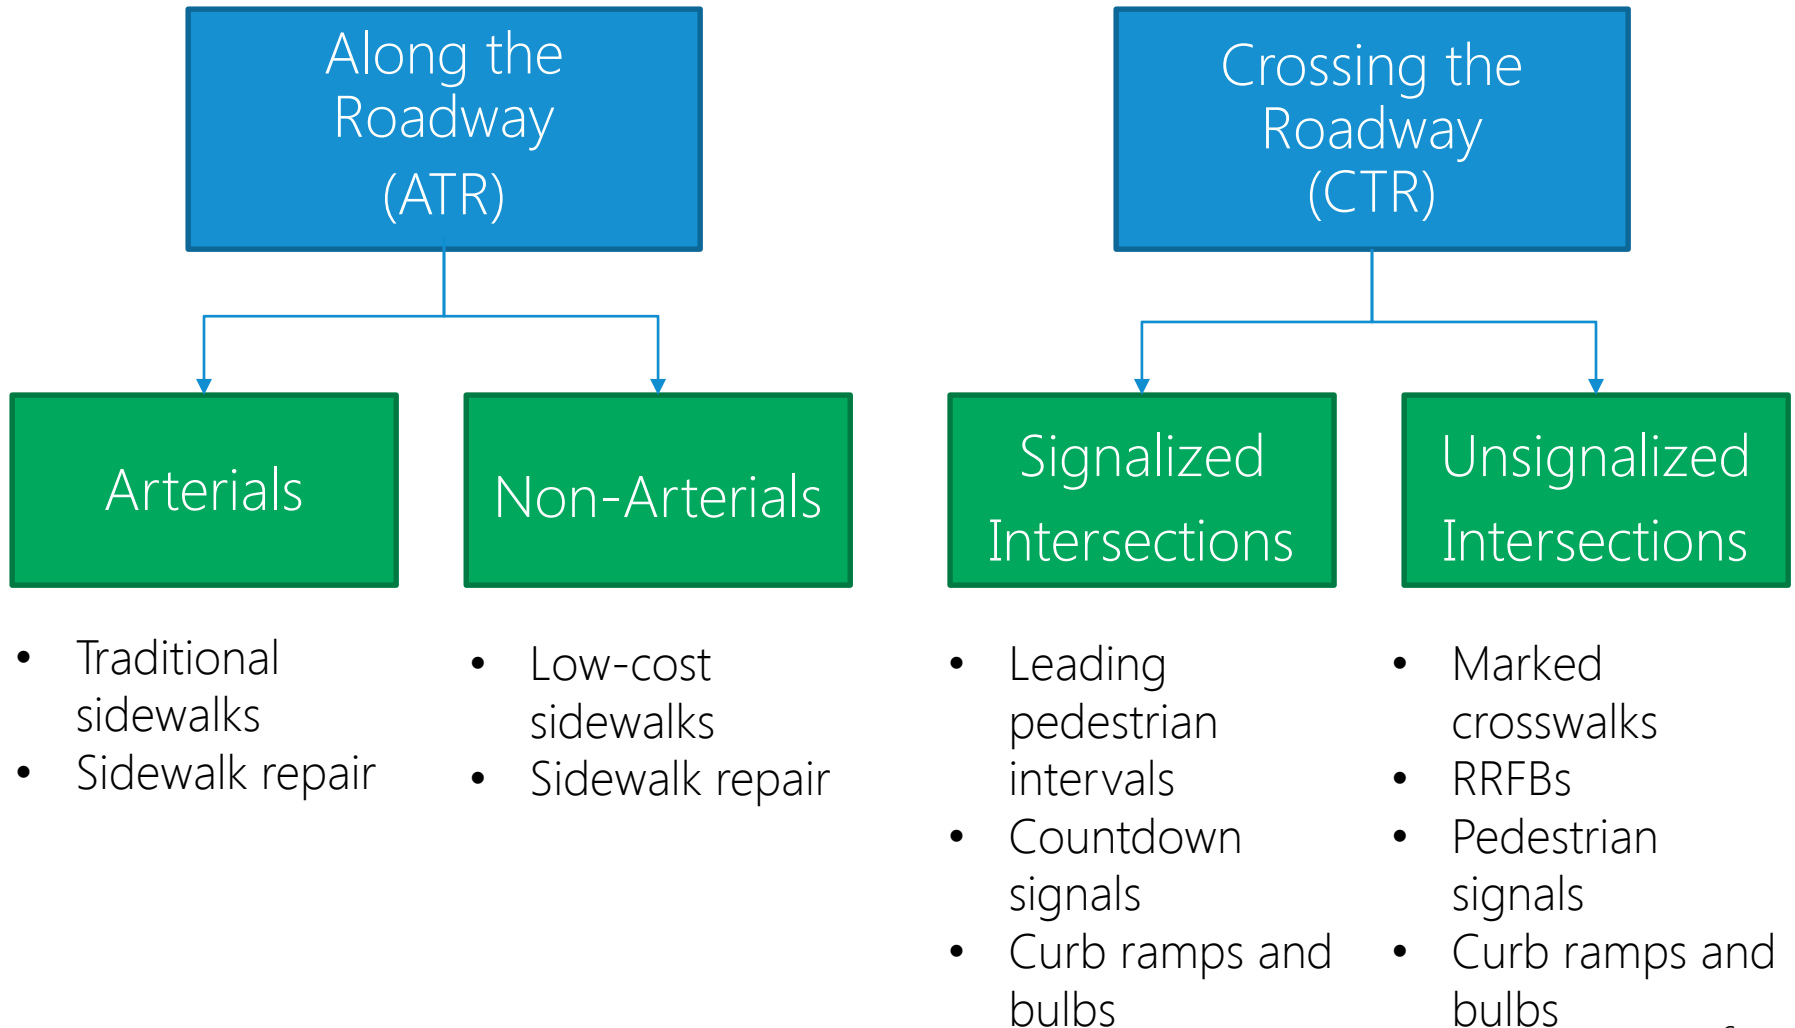 Along the
Roadway
(ATR)
Crossing the
Roadway
(CTR)
Arterials
Non-Arterials
Signalized
Intersections
Unsignalized
Intersections
• Traditional
sidewalks
• Sidewalk repair
• Low-cost
sidewalks
• Sidewalk repair
• Leading
pedestrian
intervals
• Countdown
signals
• Curb ramps and
bulbs
• Marked
crosswalks
• RRFBs
• Pedestrian
signals
• Curb ramps and
bulbs